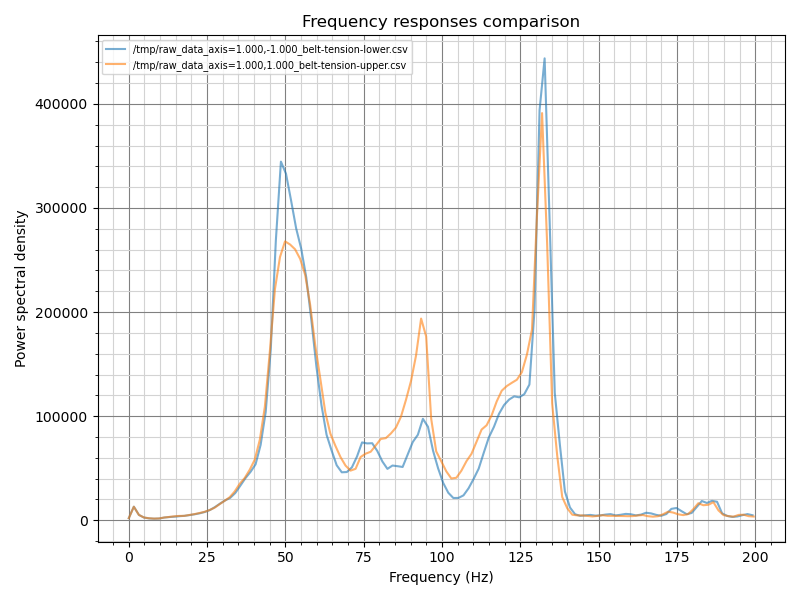 Frequency responses comparison
/tmp/raw_data_axis=1.000,-1.000_belt-tension-lower.csv
/tmp/raw_data_axis=1.000,1.000_belt-tension-upper.csv
400000
300000
200000
100000
0
Power spectral density
0 25 50 75 100 125 150 175 200
Frequency (Hz)